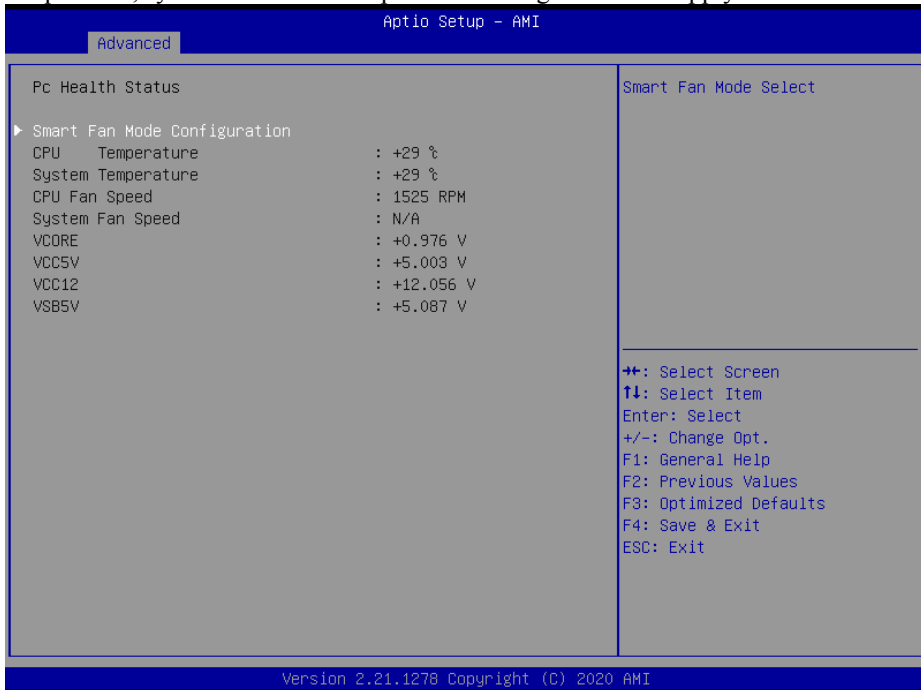 Aptio Setup - AMI
Advanced
Pc Health Status
Smart Fan Mode Configuration
CPU Temperature : +29 ℃
System Temperature : +29 ℃
CPU Fan Speed : 1525 RPM
System Fan Speed : N/A
VCORE : +0.976 V
VCC5V : +5.003 V
VCC12 : +12.056 V
VSB5V : +5.087 V
Smart Fan Mode Select
→←: Select Screen
↑↓: Select Item
Enter: Select
+/-: Change Opt.
F1: General Help
F2: Previous Values
F3: Optimized Defaults
F4: Save & Exit
ESC: Exit
Version 2.21.1278 Copyright (C) 2020 AMI